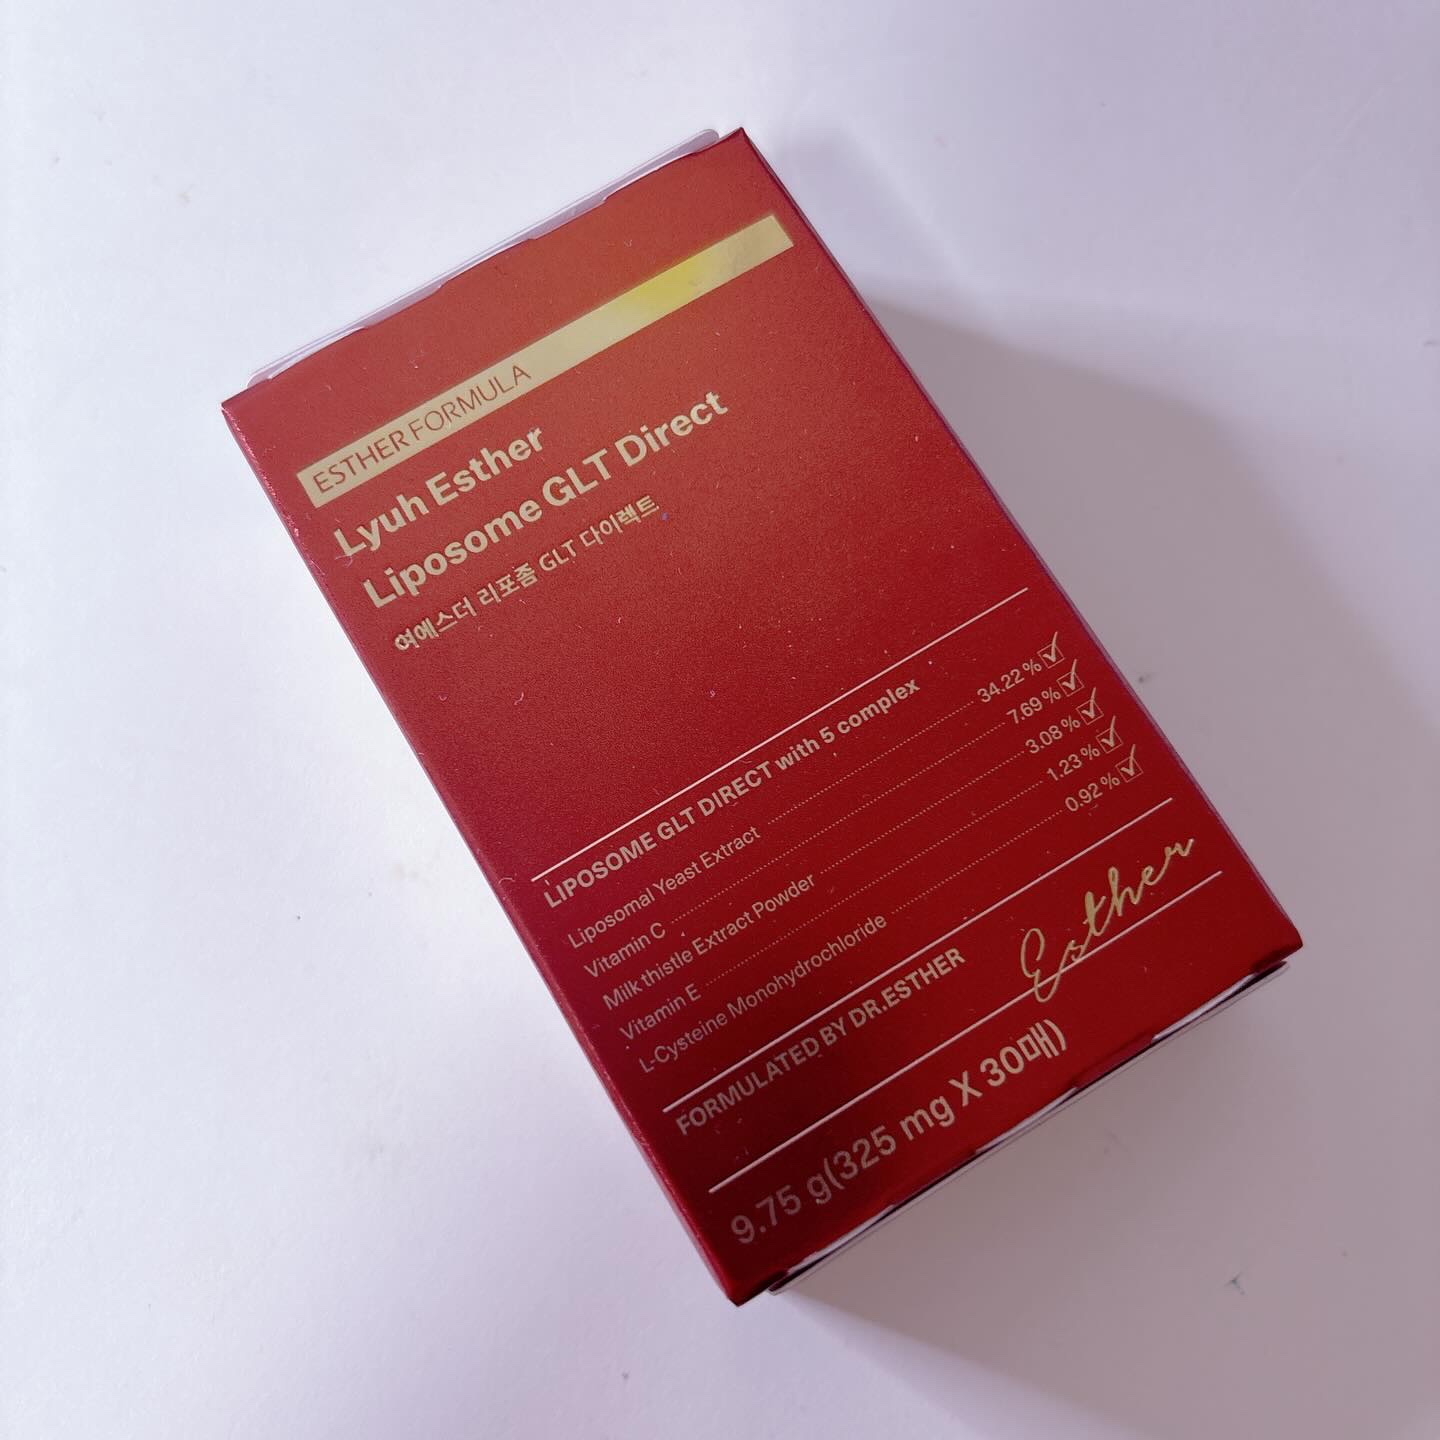 ESTHER FORMULA
Lyuh Esther
Liposome GLT Direct
여에스더 리포좀 GLT 다이렉트
LIPOSOME GLT DIRECT with 5 complex
Liposomal Yeast Extract 34.22 %
Vitamin C 7.69 %
Milk thistle Extract Powder 3.08 %
Vitamin E 1.23 %
L-Cysteine Monohydrochloride 0.92 %
FORMULATED BY DR.ESTHER Esther
9.75 g(325 mg X 30매)